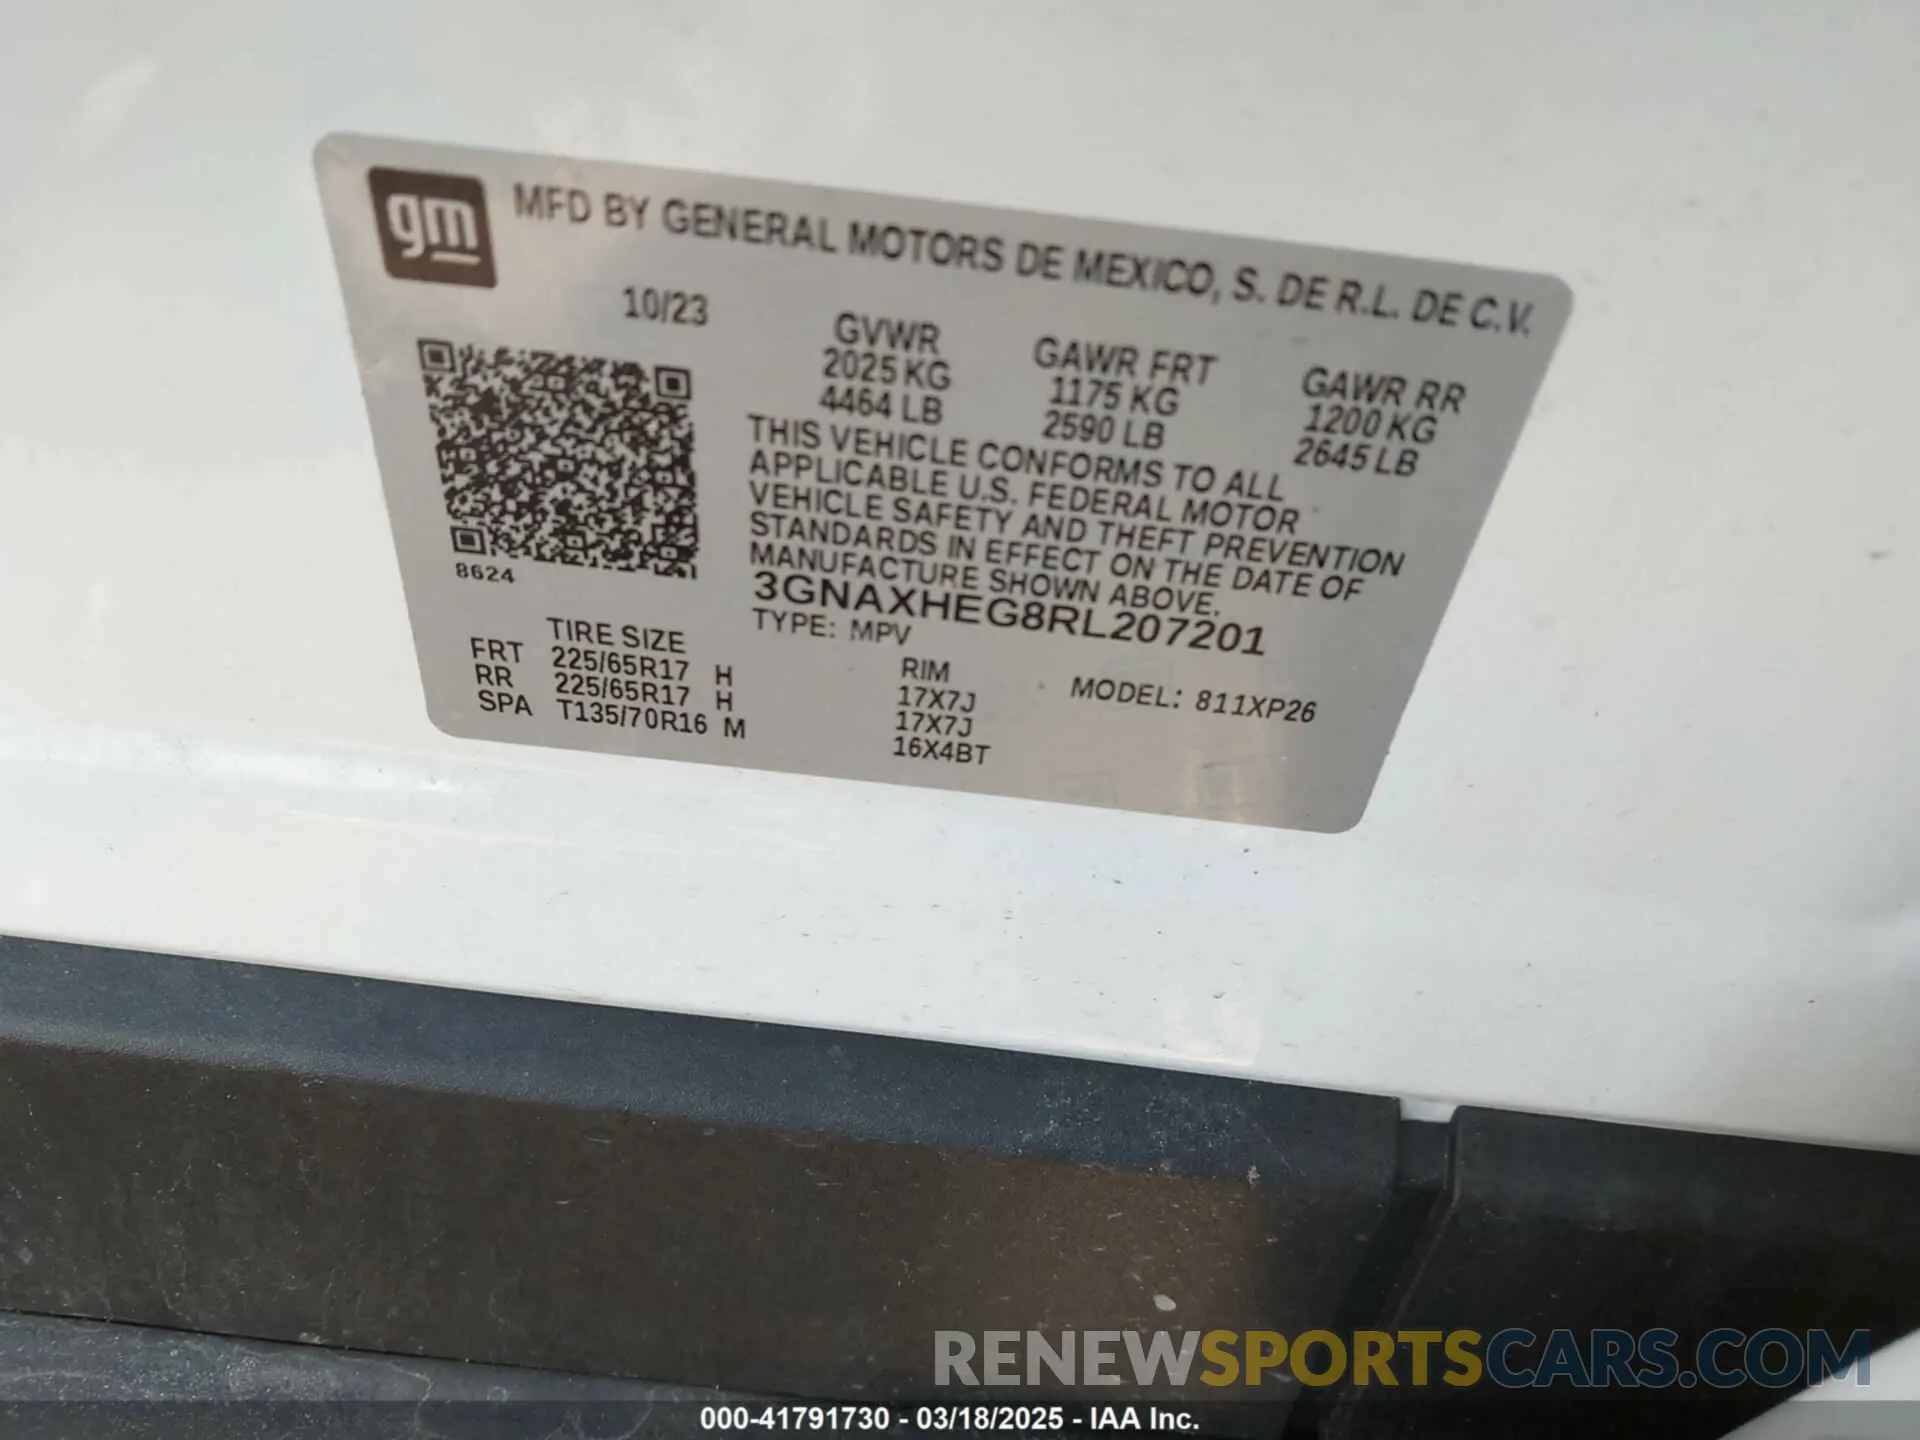 gm MFD BY GENERAL MOTORS DE MEXICO, S. DE R.L. DE C.V.
10/23
GVWR GAWR FRT GAWR RR
2025 KG 1175 KG 1200 KG
4464 LB 2590 LB 2645 LB
THIS VEHICLE CONFORMS TO ALL
APPLICABLE U.S. FEDERAL MOTOR
VEHICLE SAFETY AND THEFT PREVENTION
STANDARDS IN EFFECT ON THE DATE OF
MANUFACTURE SHOWN ABOVE.
8624
3GNAXHEG8RL207201
TYPE: MPV
TIRE SIZE RIM
FRT 225/65R17 H 17X7J
RR 225/65R17 H 17X7J
SPA T135/70R16 M 16X4BT
MODEL: 811XP26
RENEWSPORTSCARS.COM
000-41791730 - 03/18/2025 - IAA Inc.